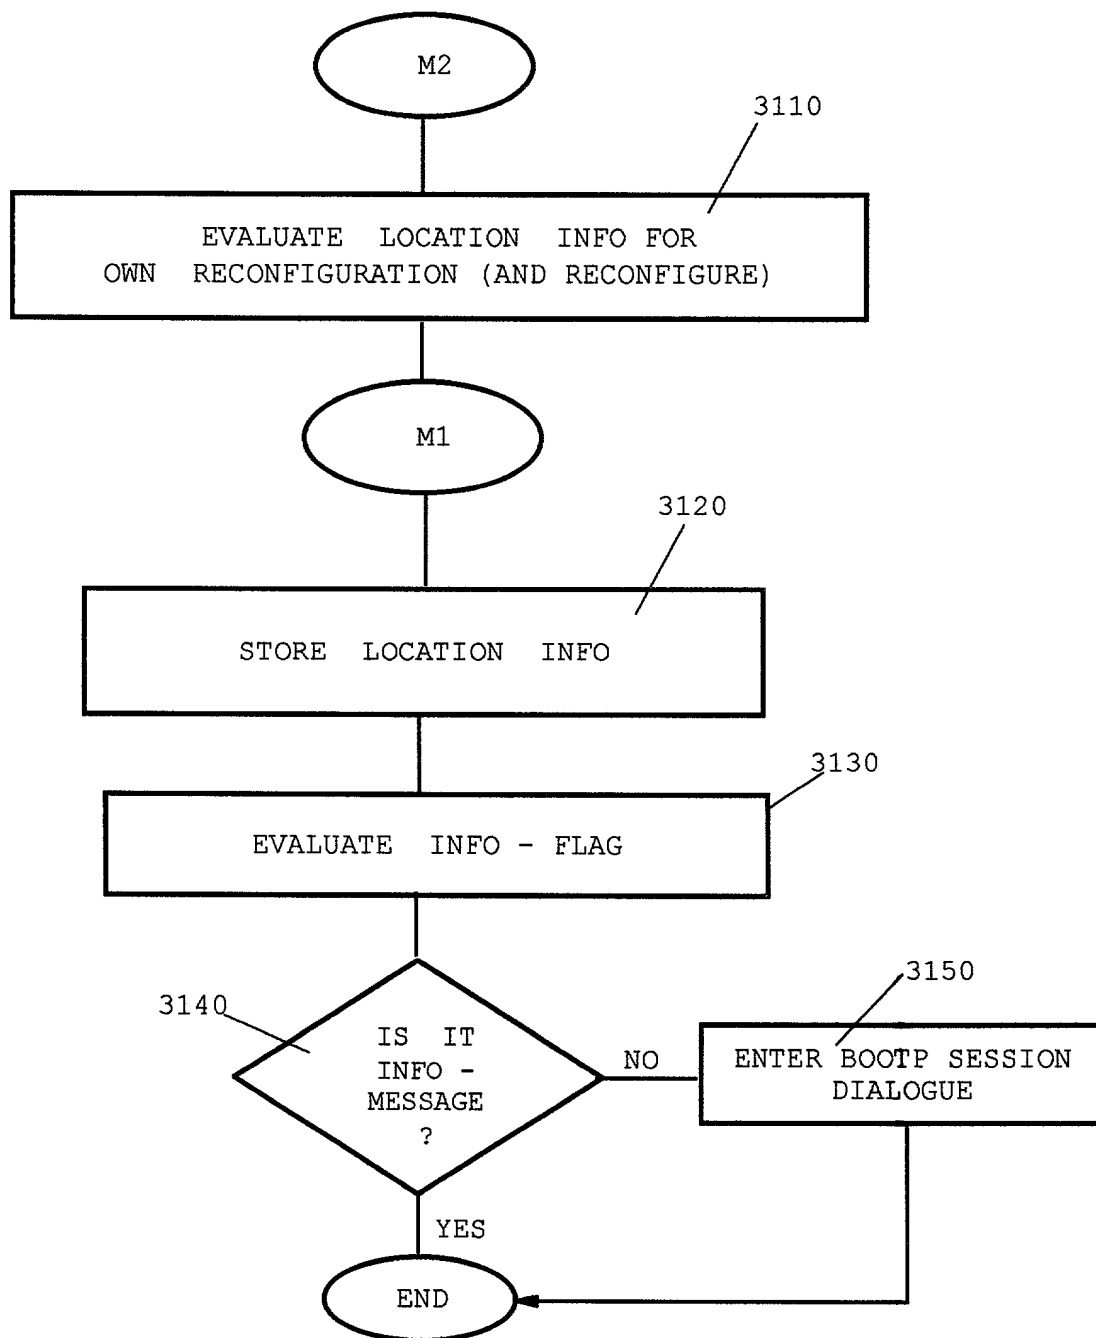 M2
3110
EVALUATE LOCATION INFO FOR
OWN RECONFIGURATION (AND RECONFIGURE)
M1
3120
STORE LOCATION INFO
3130
EVALUATE INFO - FLAG
3140
IS IT
INFO -
MESSAGE
?
NO
3150
ENTER BOOTP SESSION
DIALOGUE
YES
END